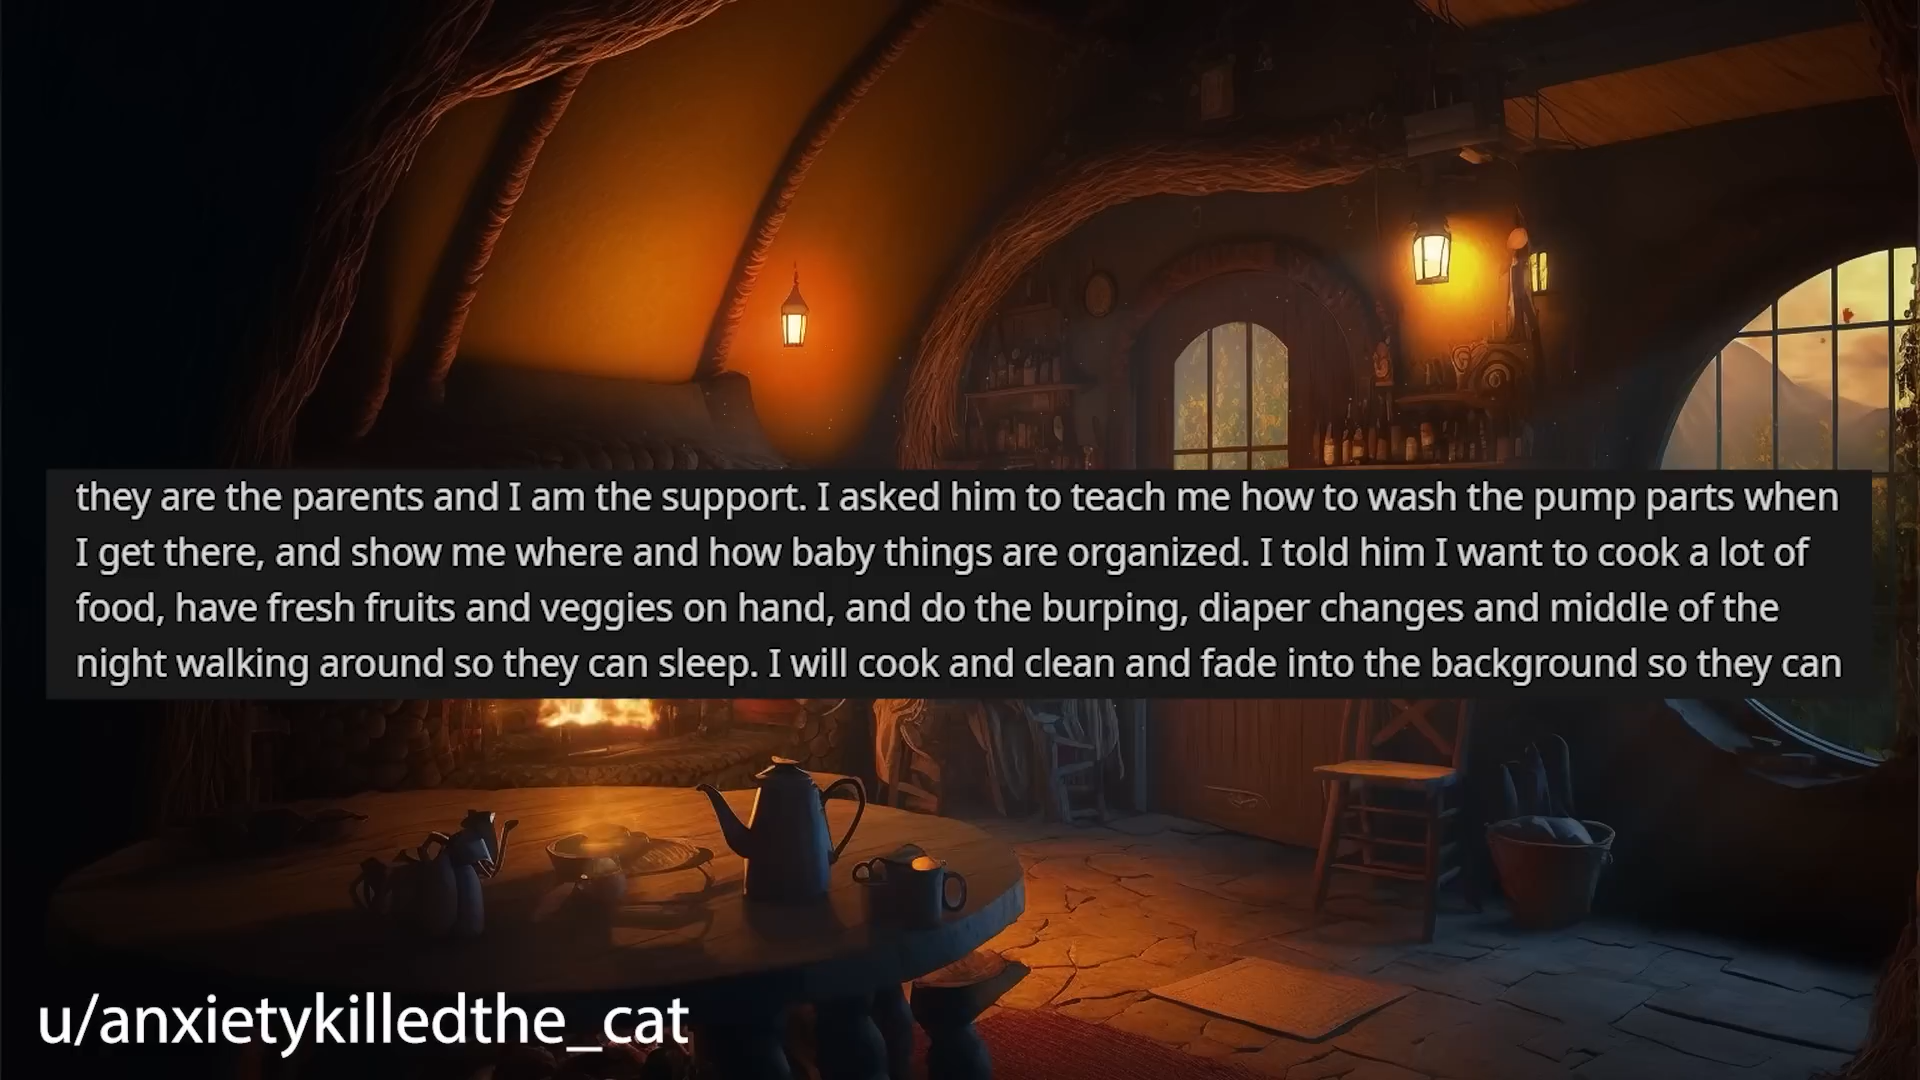 they are the parents and I am the support. I asked him to teach me how to wash the pump parts when
I get there, and show me where and how baby things are organized. I told him I want to cook a lot of
food, have fresh fruits and veggies on hand, and do the burping, diaper changes and middle of the
night walking around so they can sleep. I will cook and clean and fade into the background so they can
u/anxietykilledthe_cat